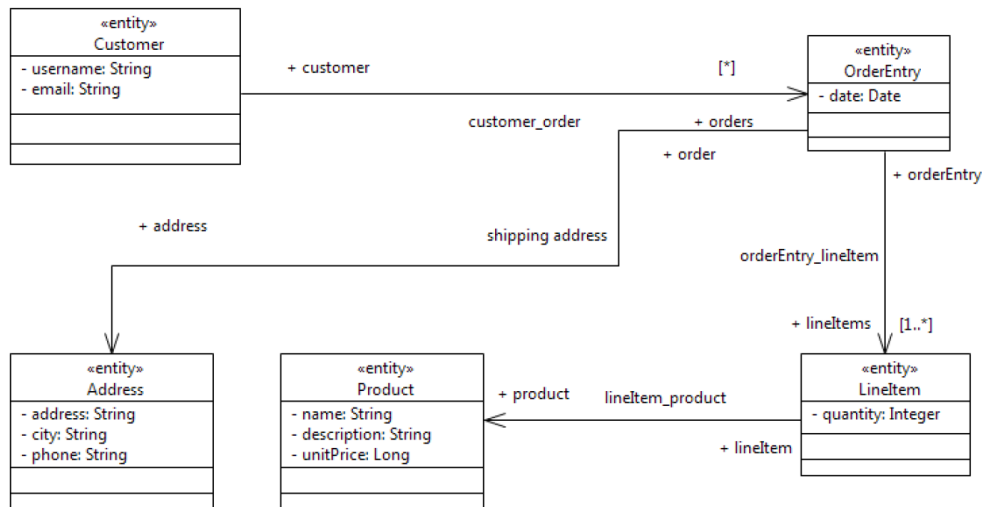 «entity»
Customer
- username: String
- email: String
+ customer
[*]
«entity»
OrderEntry
- date: Date
customer_order
+ orders
+ order
+ orderEntry
+ address
shipping address
orderEntry_lineItem
+ lineItems
[1..*]
«entity»
Address
- address: String
- city: String
- phone: String
«entity»
Product
- name: String
- description: String
- unitPrice: Long
+ product
lineItem_product
+ lineItem
«entity»
LineItem
- quantity: Integer